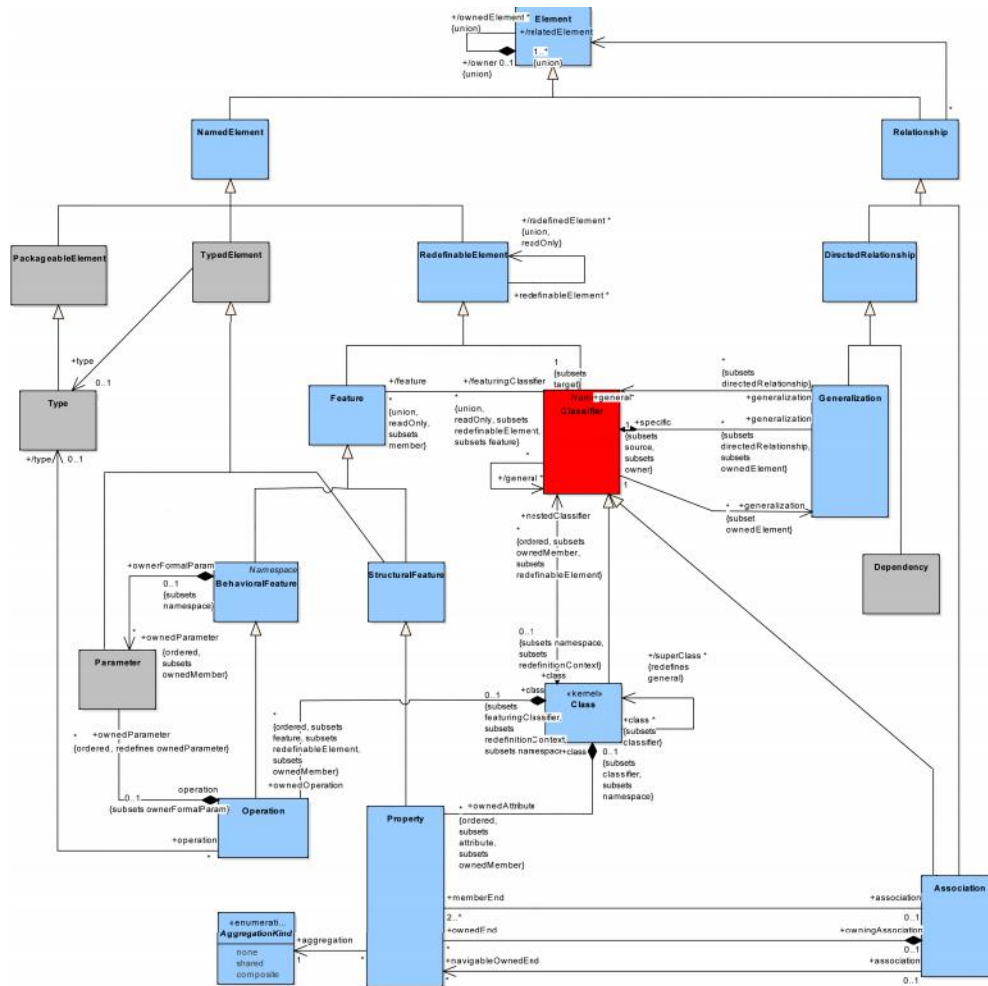 +/ownedElement *
{union}
Element
+/relatedElement
1..*
{union}
+/owner 0..1
{union}
*
NamedElement
Relationship
PackageableElement
TypedElement
RedefinableElement
+/redefinedElement *
{union,
readOnly}
+redefinableElement *
DirectedRelationship
+type
0..1
Type
+/type
0..1
Feature
+/feature
*
{union,
readOnly,
subsets
member}
+/featuringClassifier
*
{union,
readOnly, subsets
redefinableElement,
subsets feature}
1
{subsets
target}
+general
Classifier
*
{subsets
directedRelationship}
+generalization
Generalization
+specific
1
{subsets
source,
subsets
owner}
+generalization
*
{subsets
directedRelationship,
subsets
ownedElement}
*
+/general *
1
* +generalization
{subset
ownedElement}
+nestedClassifier
*
{ordered, subsets
ownedMember,
subsets
redefinableElement}
Dependency
+ownerFormalParam
0..1
{subsets
namespace}
Namespace
BehavioralFeature
StructuralFeature
* +ownedParameter
{ordered,
subsets
ownedMember}
Parameter
0..1
{subsets namespace,
subsets
redefinitionContext}
+class
+/superClass *
{redefines
general}
«kernel»
Class
+class *
{subsets
classifier}
+class
0..1
{subsets
featuringClassifier,
subsets
redefinitionContext,
subsets namespace}
+class
0..1
{subsets
classifier,
subsets
namespace}
*
{ordered, subsets
feature, subsets
redefinableElement,
subsets
ownedMember}
+ownedOperation
* +ownedParameter
{ordered, redefines ownedParameter}
operation
0..1
{subsets ownerFormalParam}
Operation
+operation
*
Property
* +ownedAttribute
{ordered,
subsets
attribute,
subsets
ownedMember}
Association
+memberEnd
2..*
+association
0..1
+ownedEnd
*
+owningAssociation
0..1
+navigableOwnedEnd
*
+association
0..1
«enumerati...
AggregationKind
none
shared
composite
+aggregation
1
*